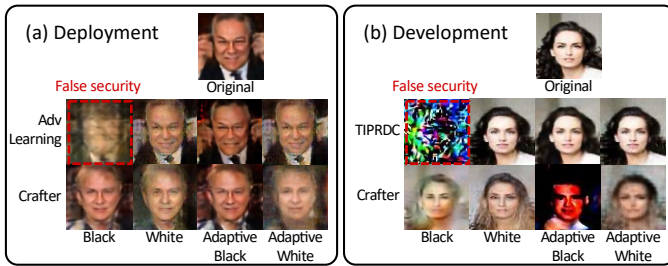 (a) Deployment
Original
False security
Adv
Learning
Crafter
Black White Adaptive Adaptive
Black White
(b) Development
Original
False security
TIPRDC
Crafter
Black White Adaptive Adaptive
Black White